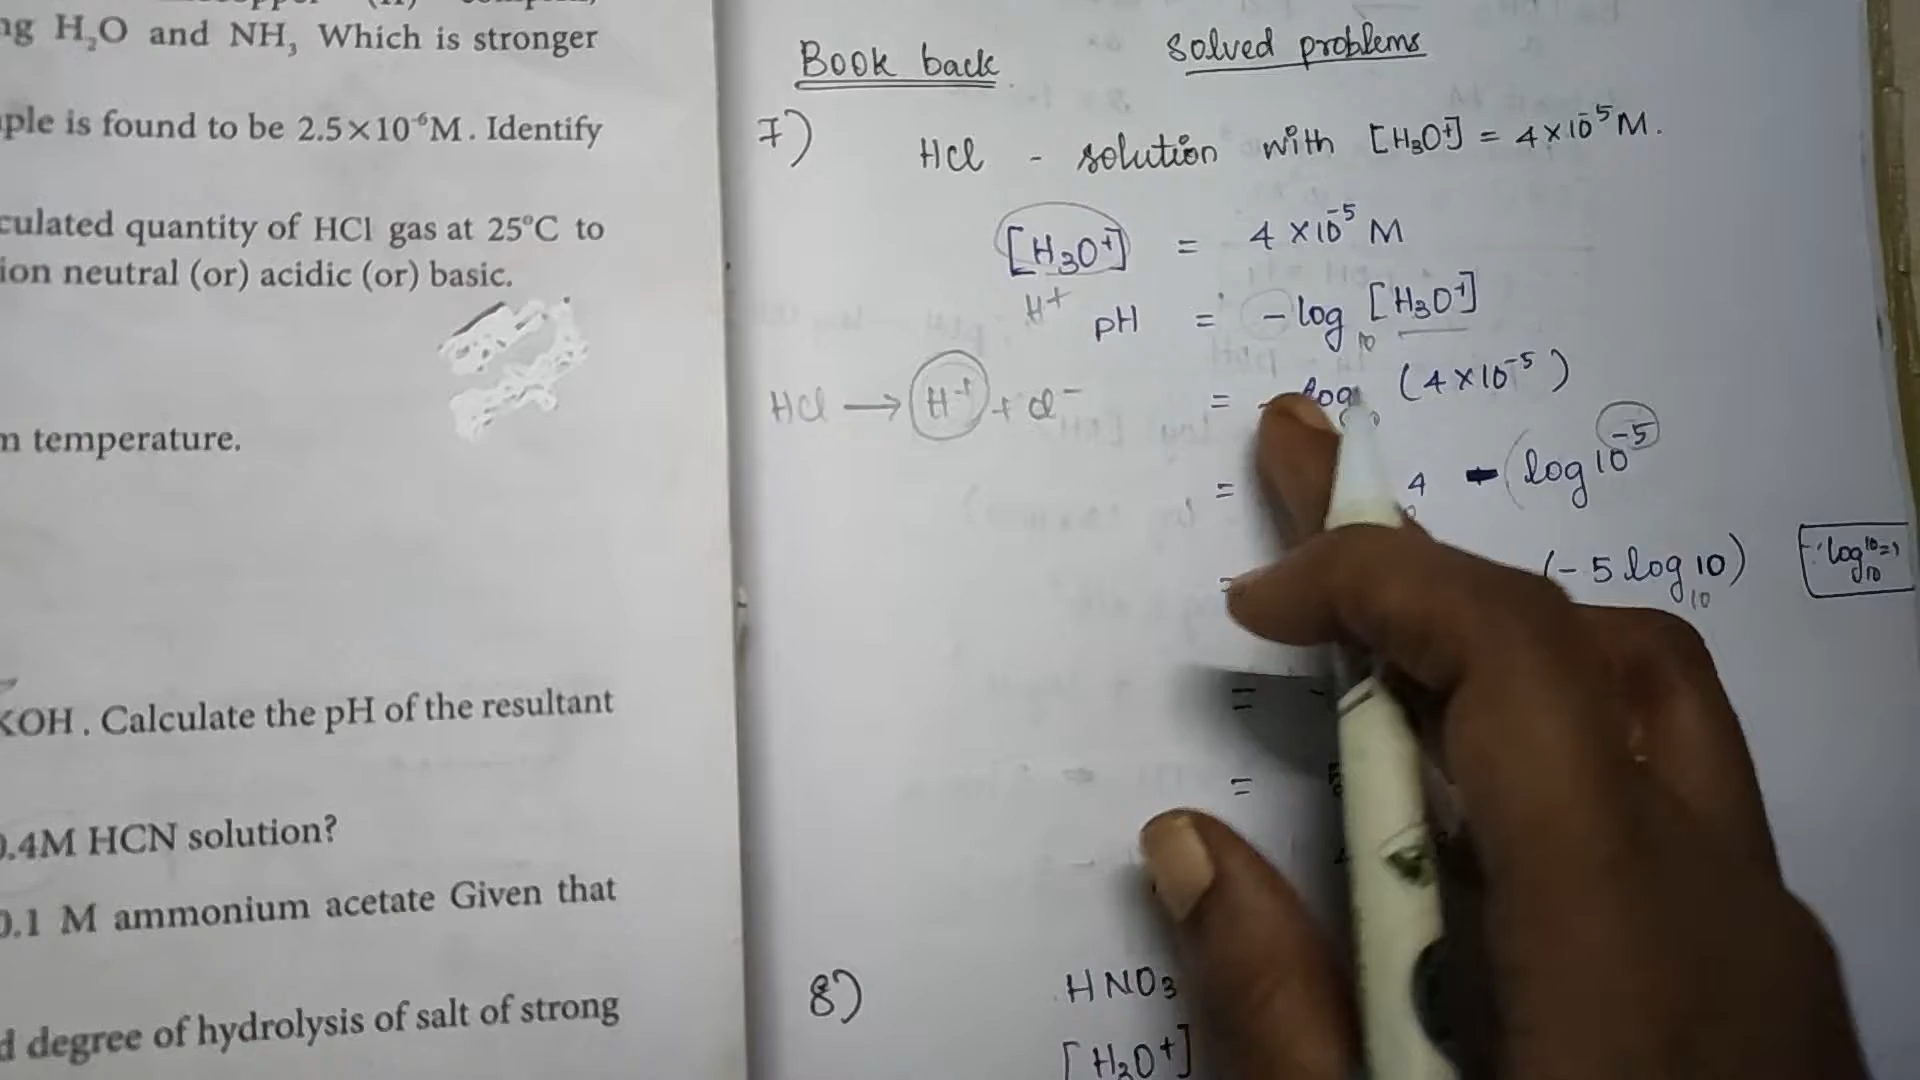 H₂O and NH₃, Which is stronger
is found to be 2.5×10⁻⁶M. Identify
quantity of HCl gas at 25°C to
neutral (or) acidic (or) basic.
temperature.
KOH. Calculate the pH of the resultant
0.4M HCN solution?
0.1 M ammonium acetate Given that
degree of hydrolysis of salt of strong
Book back solved problems
7) HCl - solution with [H₃O⁺] = 4×10⁻⁵M.
[H₃O⁺] = 4×10⁻⁵ M
H⁺ pH = -log₁₀ [H₃O⁺]
HCl → H⁺ + Cl⁻ = - log (4×10⁻⁵)
= 4 - (log 10⁻⁵
= (-5 log₁₀ 10) ∵ log₁₀ 10 = 1
= -
=
8) HNO₃
[H₃O⁺]